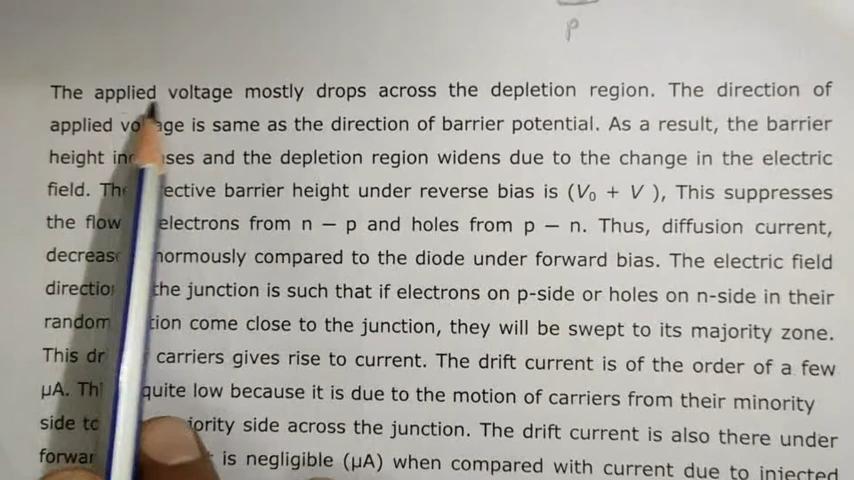 p
The applied voltage mostly drops across the depletion region. The direction of
applied voltage is same as the direction of barrier potential. As a result, the barrier
height increases and the depletion region widens due to the change in the electric
field. The effective barrier height under reverse bias is (V₀ + V ), This suppresses
the flow electrons from n – p and holes from p – n. Thus, diffusion current,
decreas normously compared to the diode under forward bias. The electric field
directio the junction is such that if electrons on p-side or holes on n-side in their
random tion come close to the junction, they will be swept to its majority zone.
This dr carriers gives rise to current. The drift current is of the order of a few
μA. Thi quite low because it is due to the motion of carriers from their minority
side to jority side across the junction. The drift current is also there under
forwar is negligible (μA) when compared with current due to injected